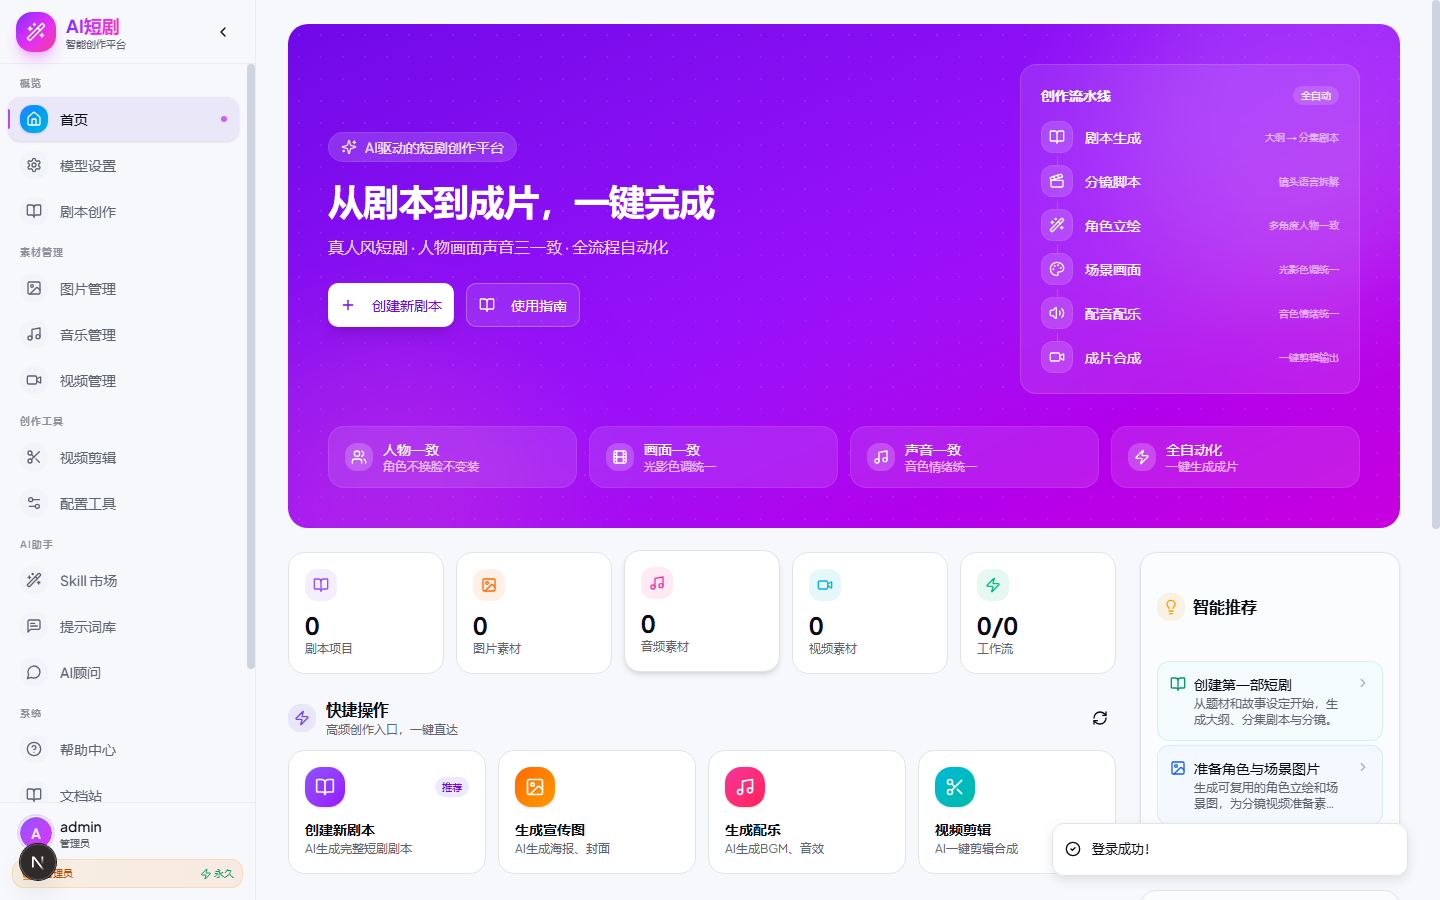 AI短剧
智能创作平台
概览
首页
模型设置
剧本创作
素材管理
图片管理
音乐管理
视频管理
创作工具
视频剪辑
配置工具
AI助手
Skill 市场
提示词库
AI顾问
系统
帮助中心
文档站
A
admin
管理员
N
理员
永久
AI驱动的短剧创作平台
从剧本到成片，一键完成
真人风短剧 · 人物画面声音三一致 · 全流程自动化
创建新剧本
使用指南
创作流水线
全自动
剧本生成
大纲 → 分集剧本
分镜脚本
镜头语言拆解
角色立绘
多角度人物一致
场景画面
光影色调统一
配音配乐
音色情绪统一
成片合成
一键剪辑输出
人物一致
角色不换脸不变装
画面一致
光影色调统一
声音一致
音色情绪统一
全自动化
一键生成成片
0
剧本项目
0
图片素材
0
音频素材
0
视频素材
0/0
工作流
快捷操作
高频创作入口，一键直达
推荐
创建新剧本
AI生成完整短剧剧本
生成宣传图
AI生成海报、封面
生成配乐
AI生成BGM、音效
视频剪辑
AI一键剪辑合成
智能推荐
创建第一部短剧
从题材和故事设定开始，生
成大纲、分集剧本与分镜。
准备角色与场景图片
生成可复用的角色立绘和场
景图，为分镜视频准备素...
登录成功！